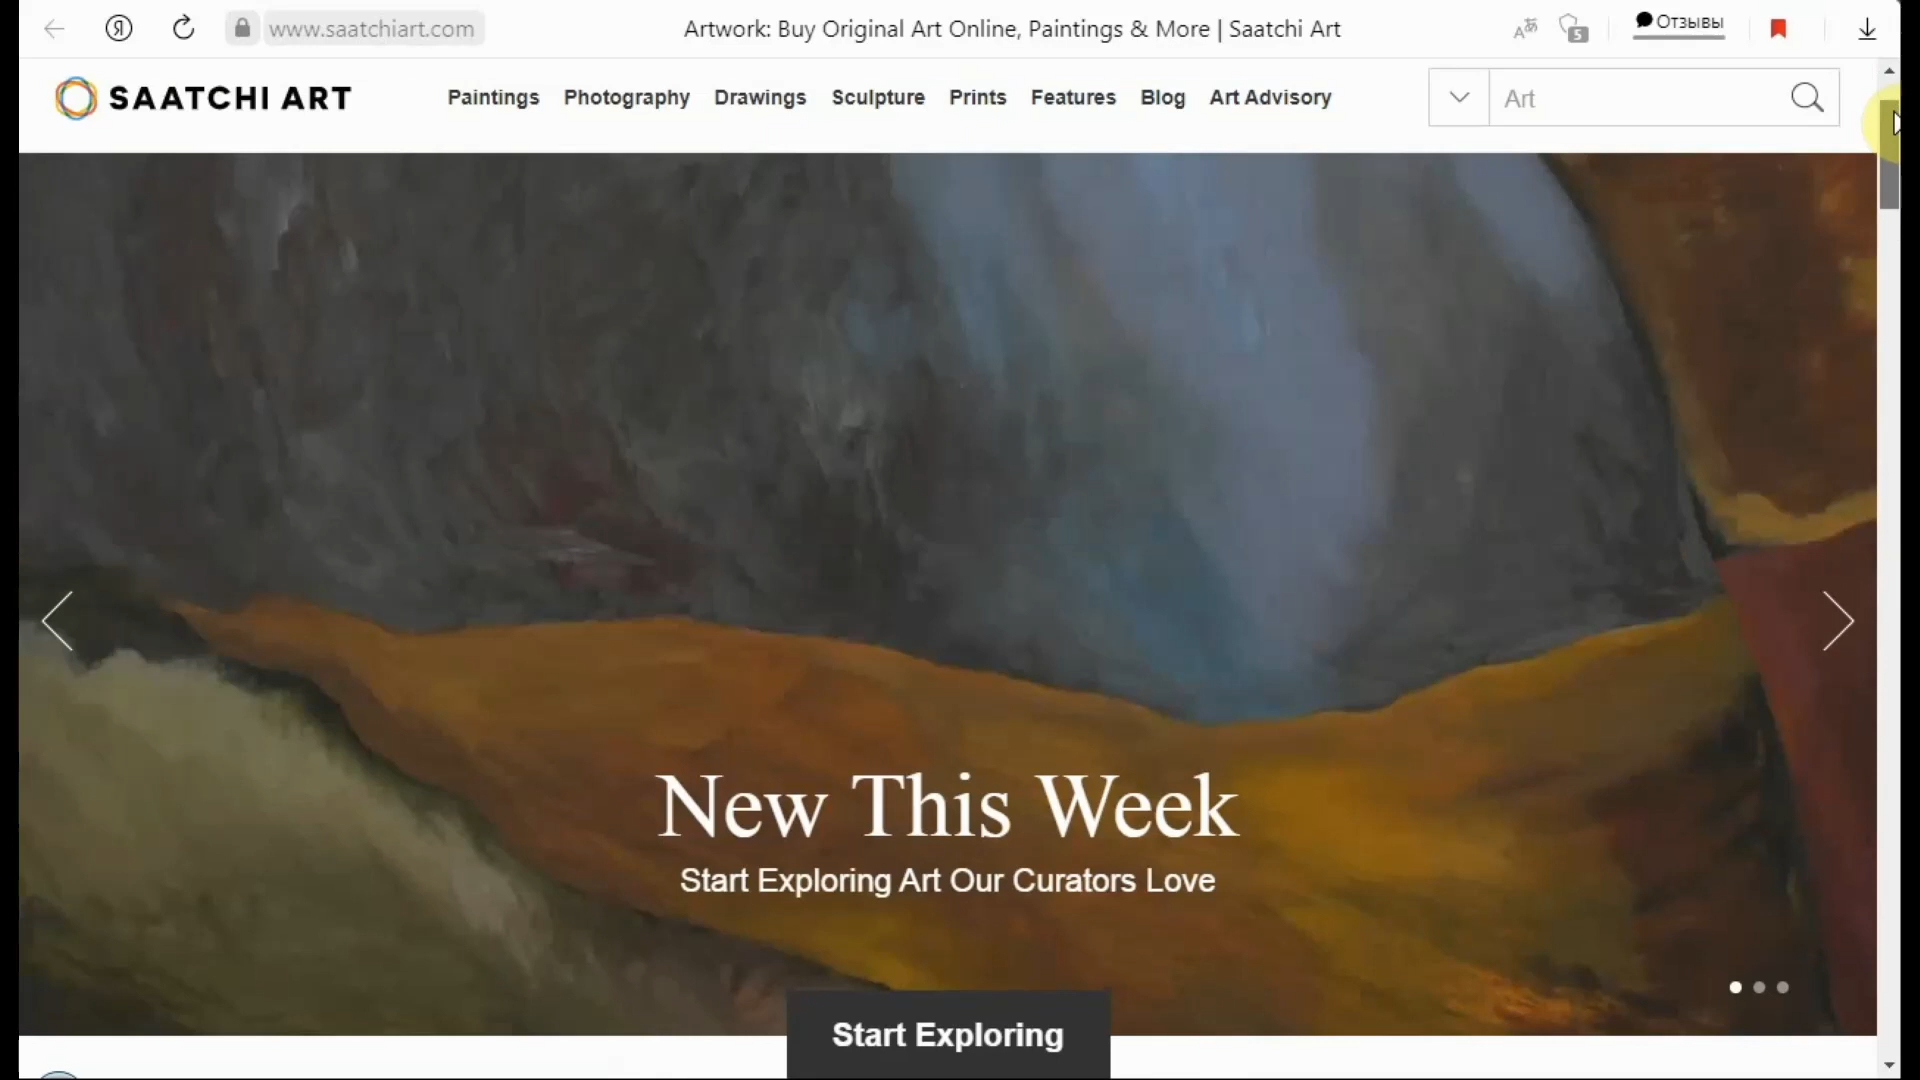 Я
www.saatchiart.com
Artwork: Buy Original Art Online, Paintings & More | Saatchi Art
5
Отзывы
SAATCHI ART
Paintings
Photography
Drawings
Sculpture
Prints
Features
Blog
Art Advisory
Art
New This Week
Start Exploring Art Our Curators Love
Start Exploring